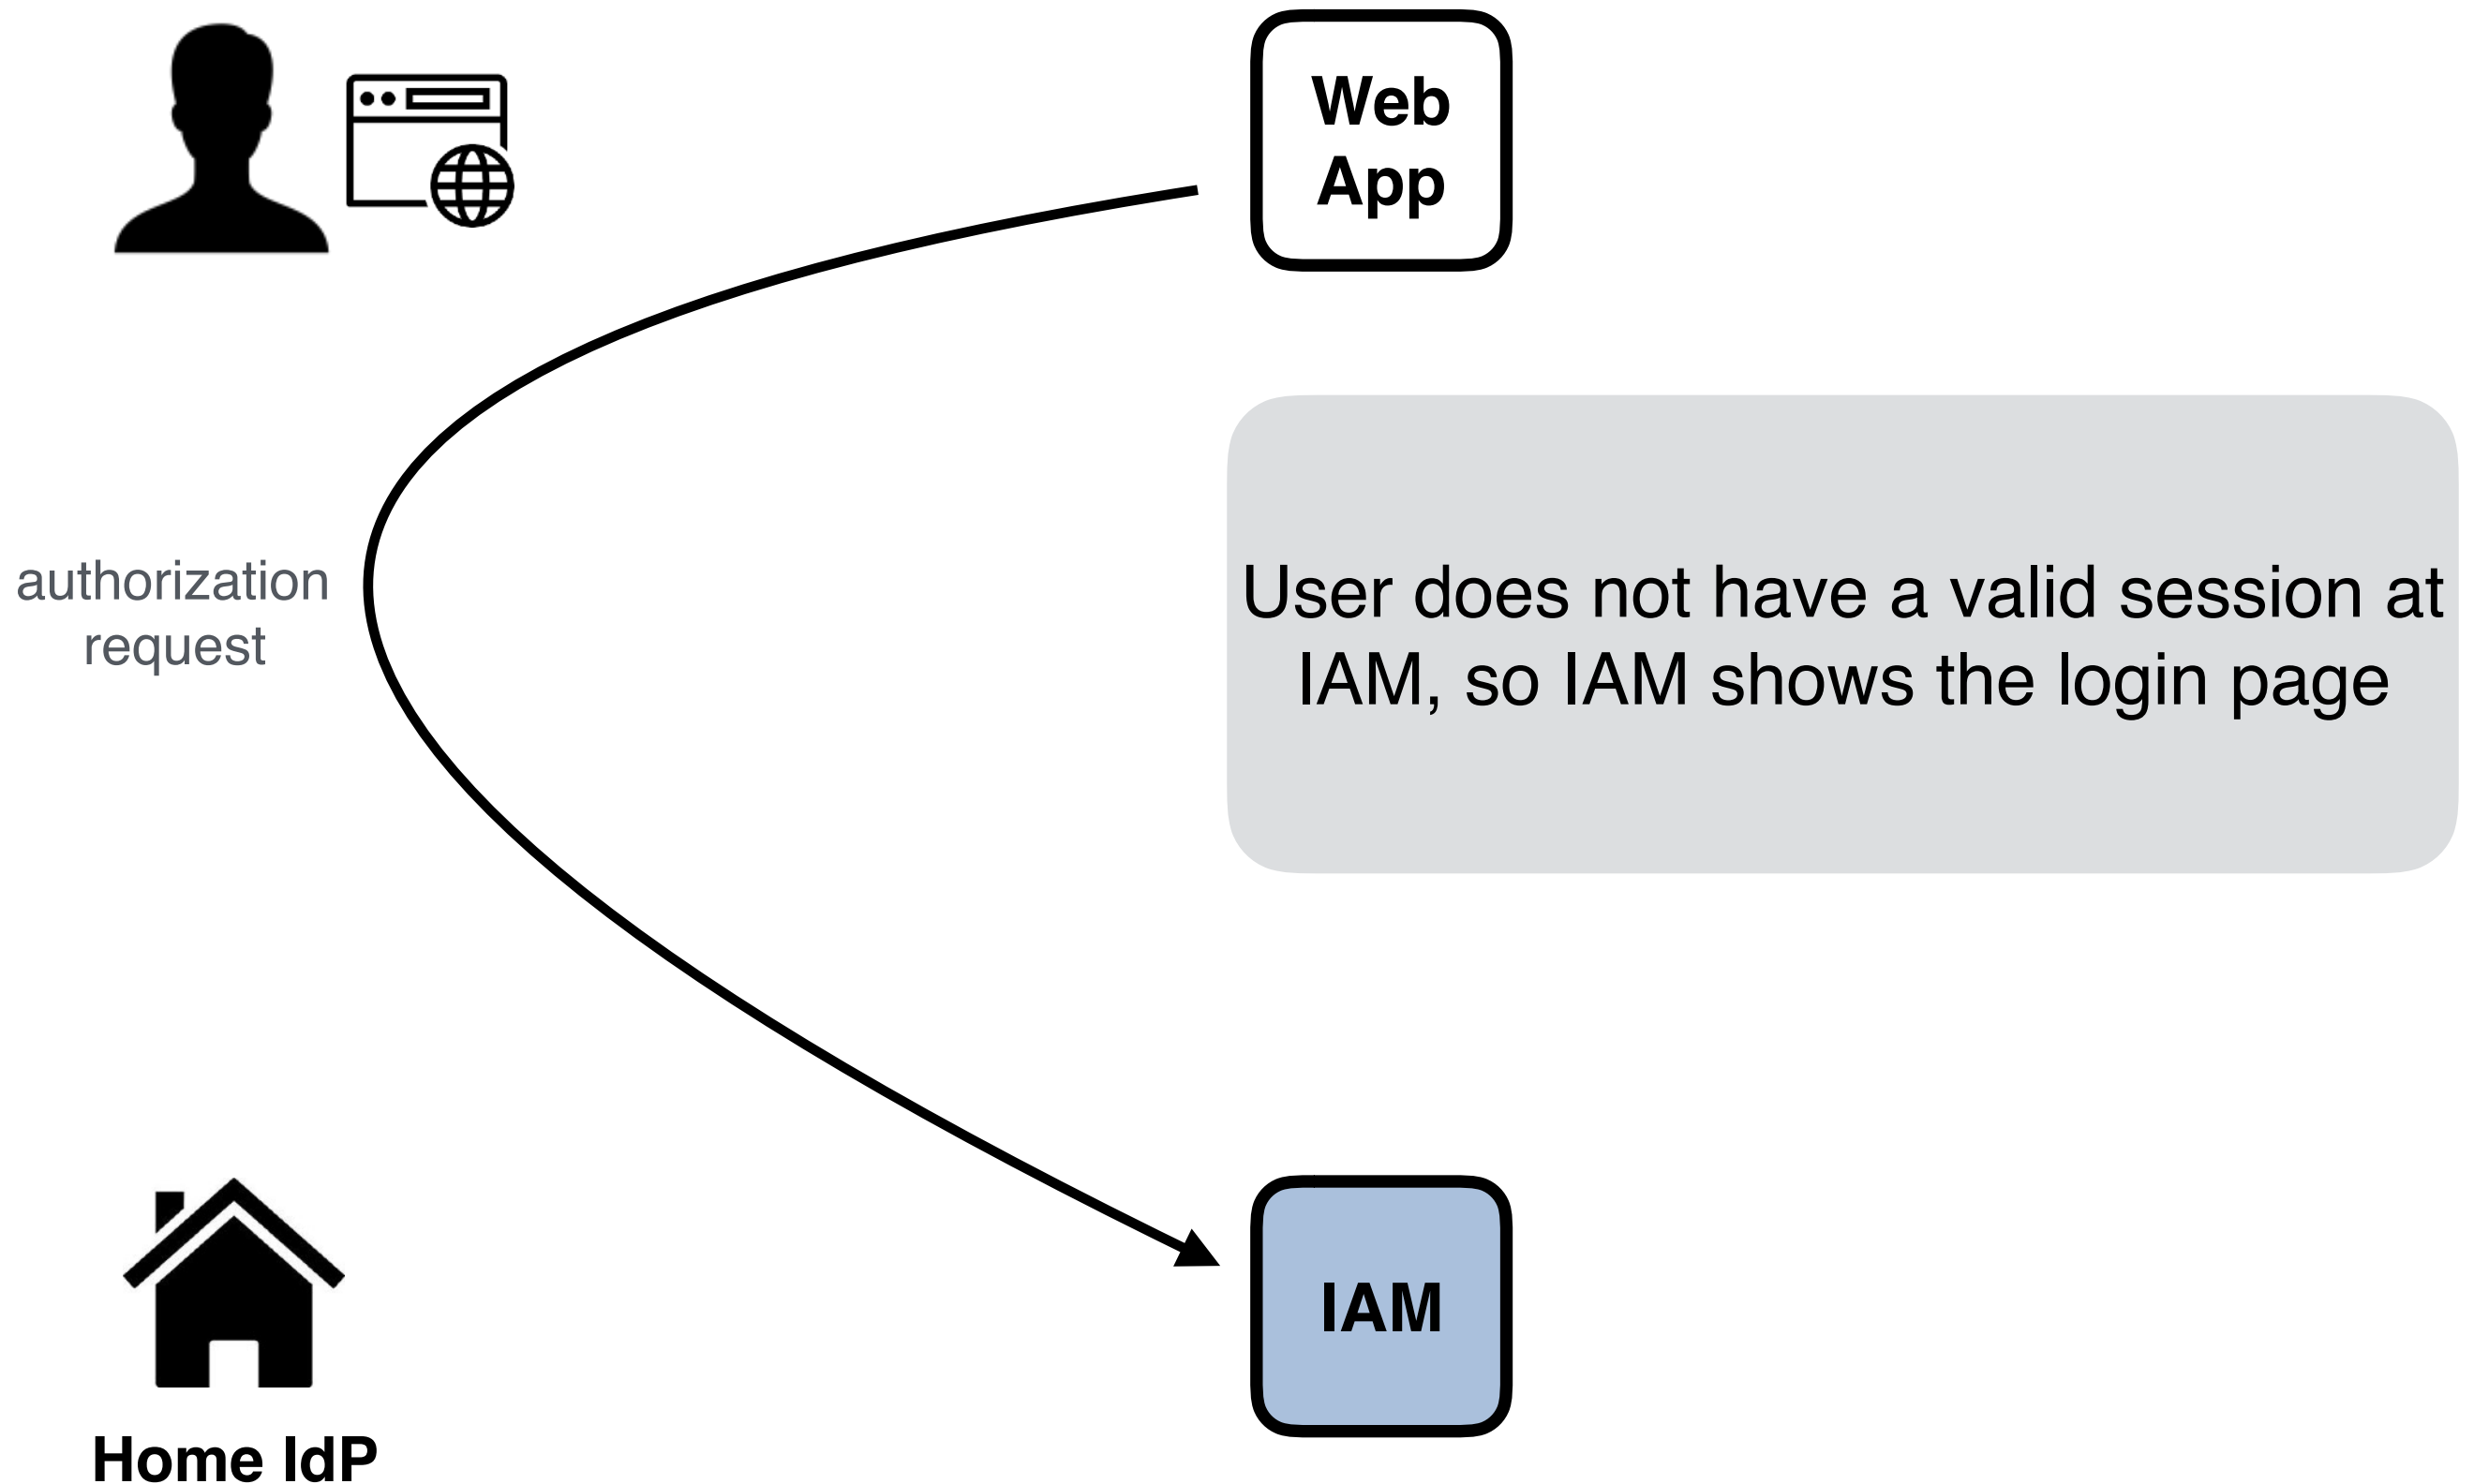 Web
App
authorization
request
User does not have a valid session at
IAM, so IAM shows the login page
IAM
Home IdP